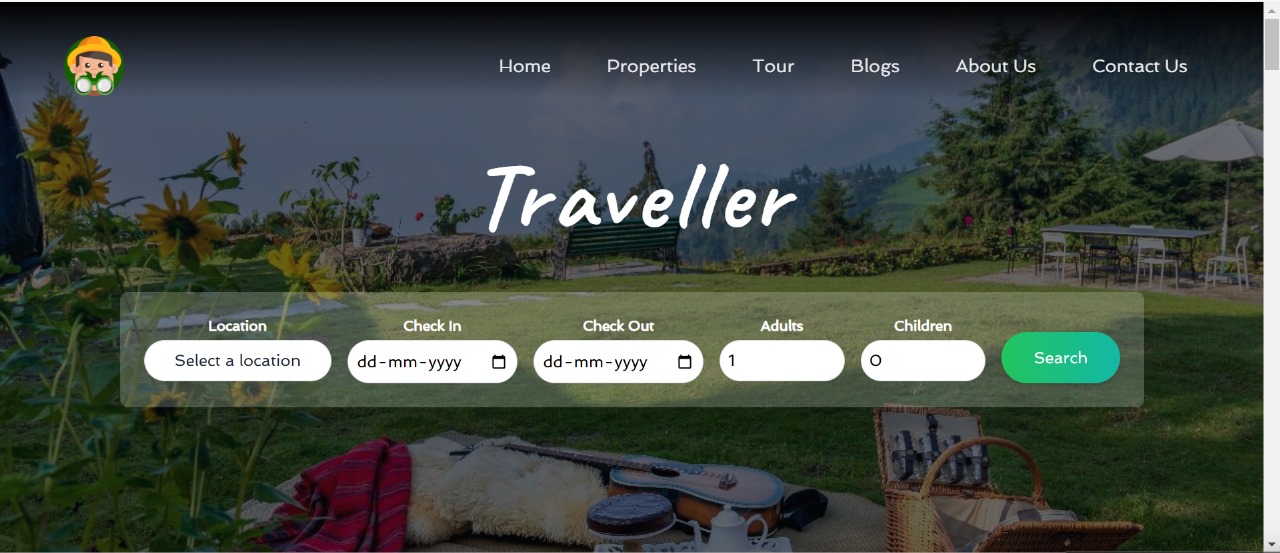 Home Properties Tour Blogs About Us Contact Us
Traveller
Location Check In Check Out Adults Children
Select a location dd-mm-yyyy dd-mm-yyyy 1 0 Search